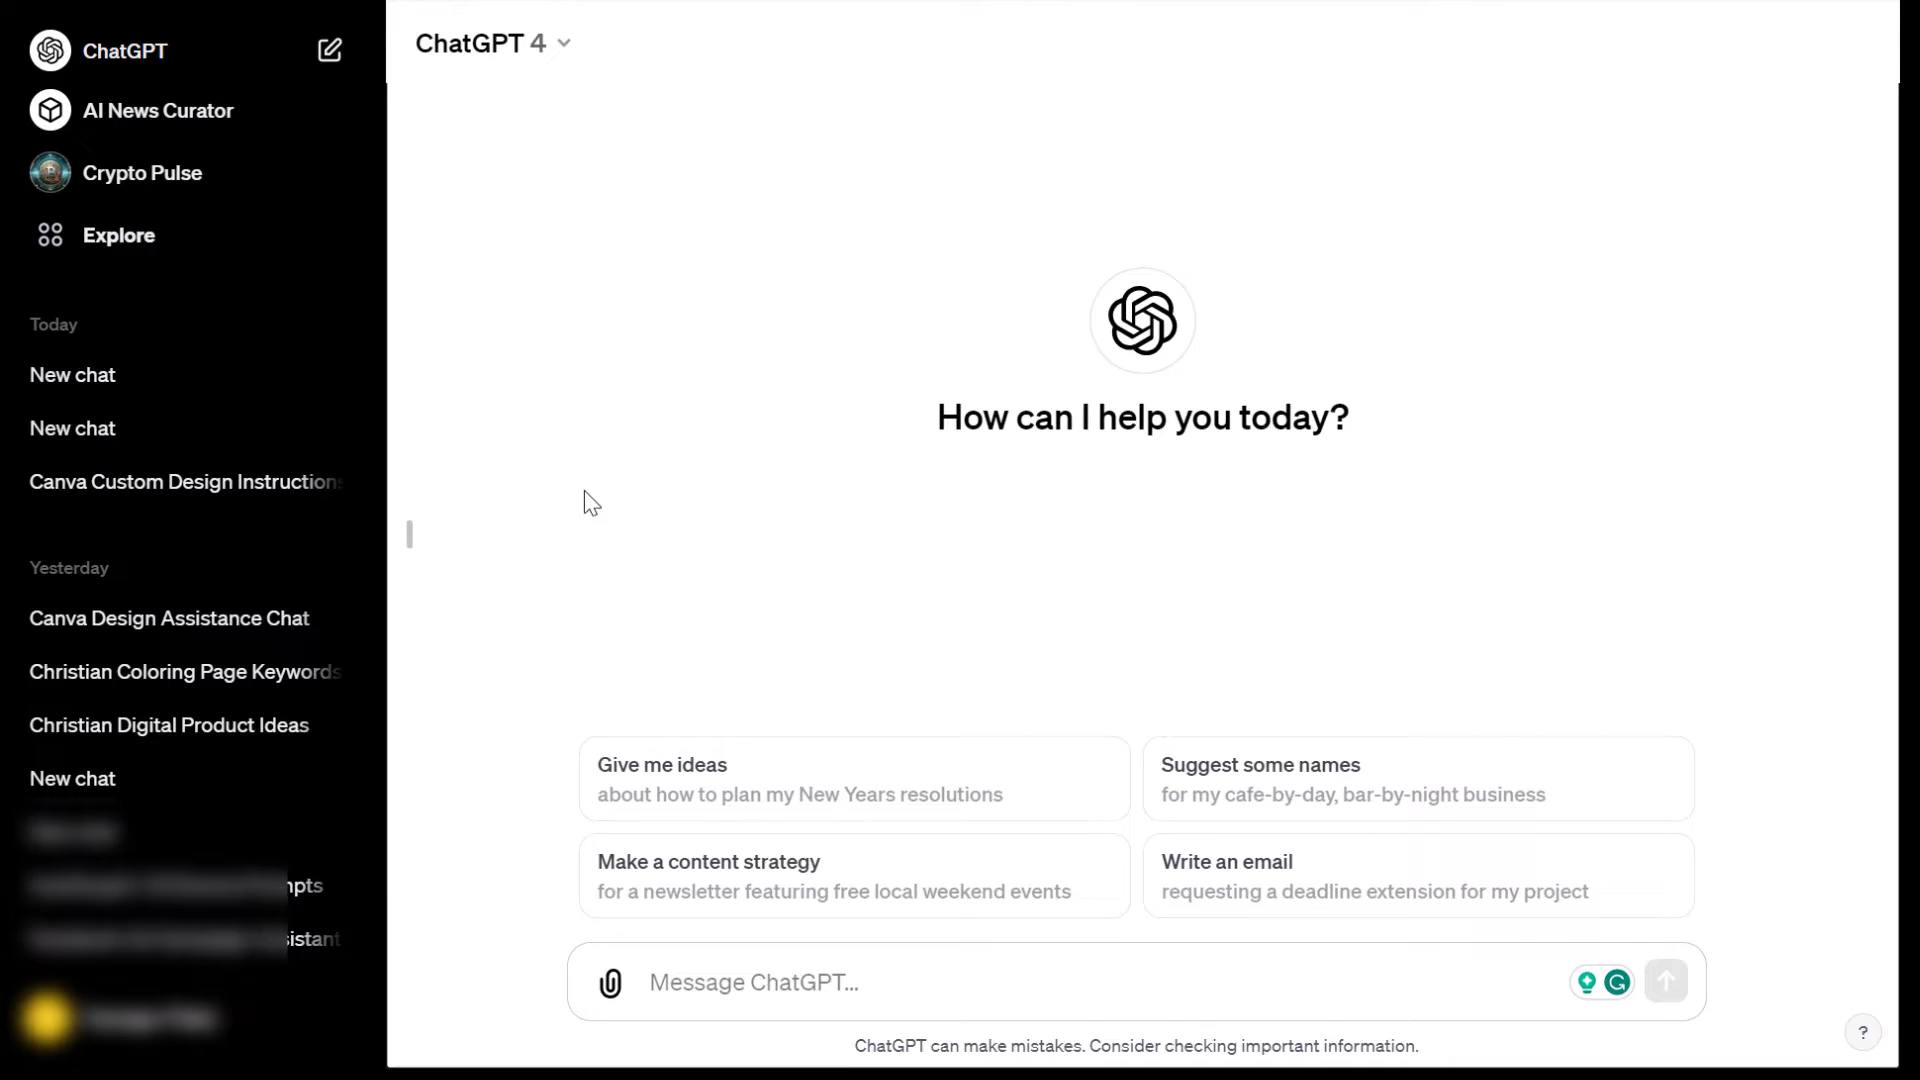 ChatGPT
AI News Curator
Crypto Pulse
Explore
Today
New chat
New chat
Canva Custom Design Instructions
Yesterday
Canva Design Assistance Chat
Christian Coloring Page Keywords
Christian Digital Product Ideas
New chat
ChatGPT 4
How can I help you today?
Give me ideas
about how to plan my New Years resolutions
Suggest some names
for my cafe-by-day, bar-by-night business
Make a content strategy
for a newsletter featuring free local weekend events
Write an email
requesting a deadline extension for my project
Message ChatGPT...
ChatGPT can make mistakes. Consider checking important information.
?